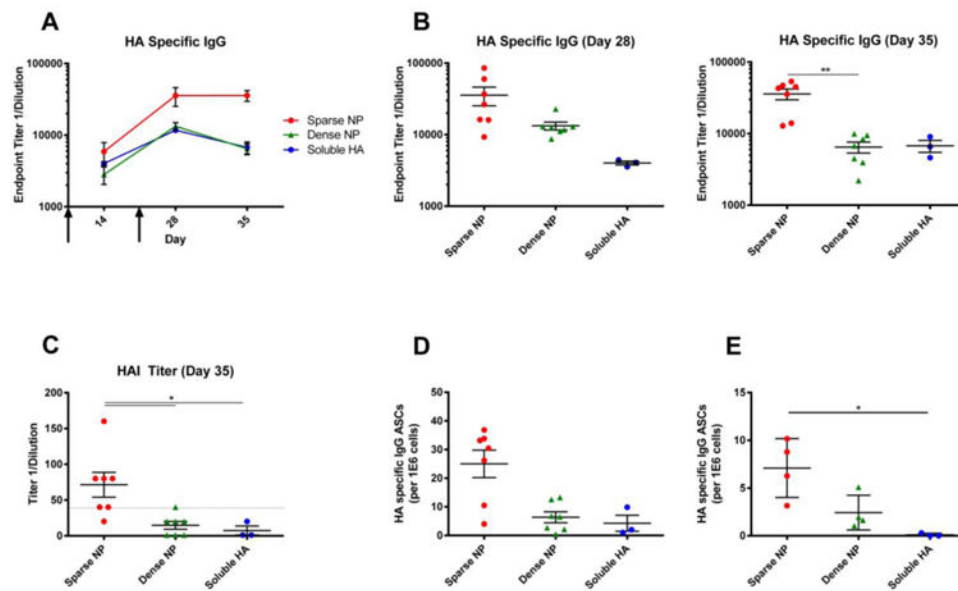 A
HA Specific IgG
Endpoint Titer 1/Dilution
100000
10000
1000
14
28
35
Day
Sparse NP
Dense NP
Soluble HA
B
HA Specific IgG (Day 28)
Endpoint Titer 1/Dilution
100000
10000
1000
Sparse NP
Dense NP
Soluble HA
HA Specific IgG (Day 35)
Endpoint Titer 1/Dilution
100000
10000
1000
**
Sparse NP
Dense NP
Soluble HA
C
HAI Titer (Day 35)
Titer 1/Dilution
200
150
100
50
0
*
Sparse NP
Dense NP
Soluble HA
D
HA specific IgG ASCs
(per 1E6 cells)
50
40
30
20
10
0
Sparse NP
Dense NP
Soluble HA
E
HA specific IgG ASCs
(per 1E6 cells)
15
10
5
0
*
Sparse NP
Dense NP
Soluble HA